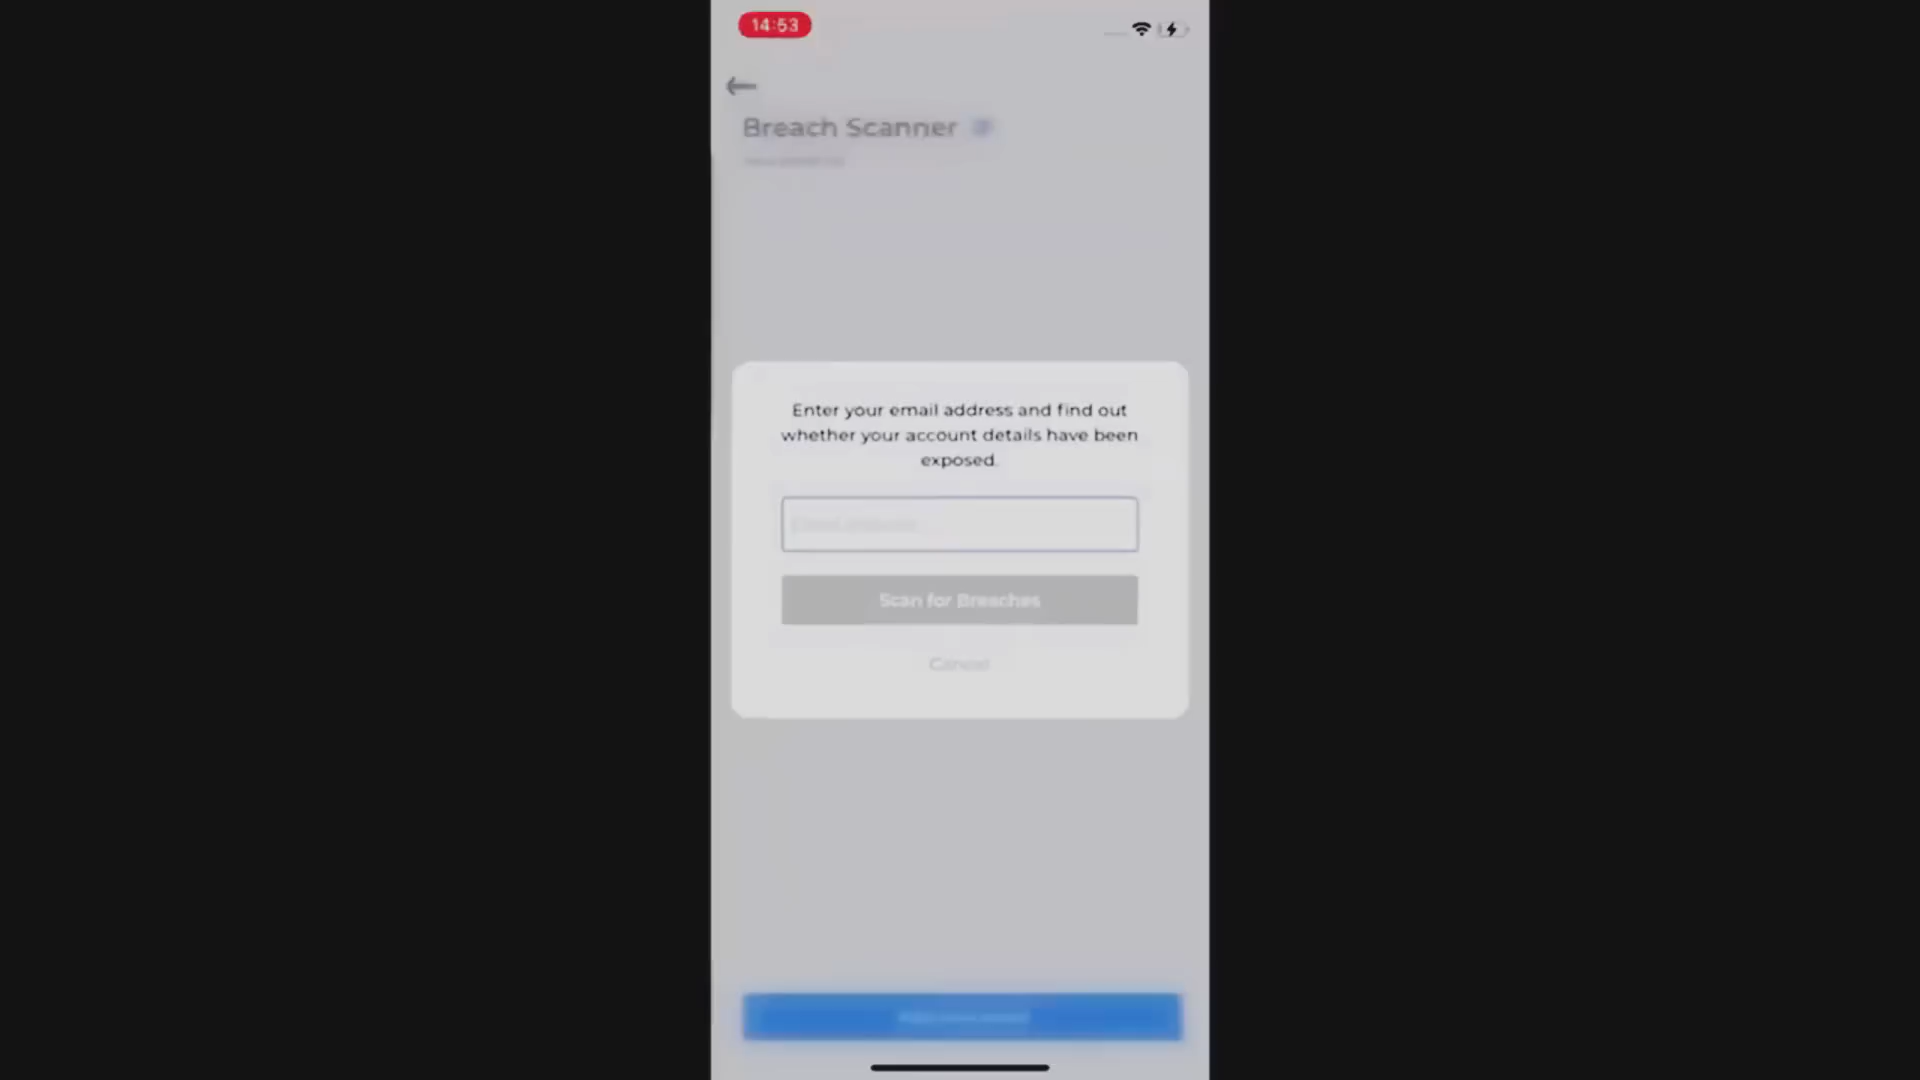 14:53
Breach Scanner
Enter your email address and find out
whether your account details have been
exposed.
Scan for Breaches
Cancel